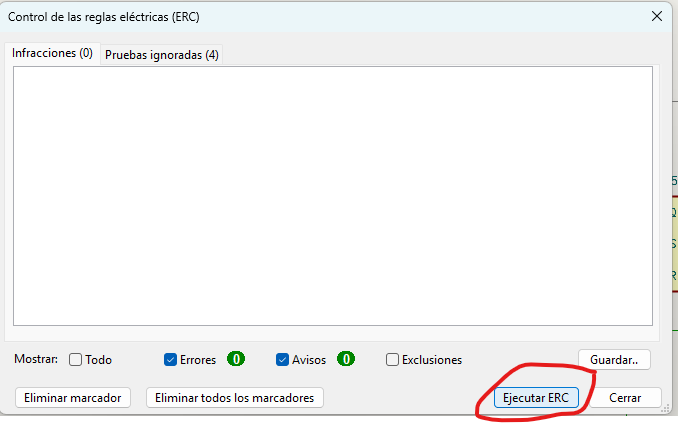 Control de las reglas eléctricas (ERC)
Infracciones (0) Pruebas ignoradas (4)
5
Q
S
R
Mostrar: Todo Errores 0 Avisos 0 Exclusiones Guardar..
Eliminar marcador Eliminar todos los marcadores Ejecutar ERC Cerrar